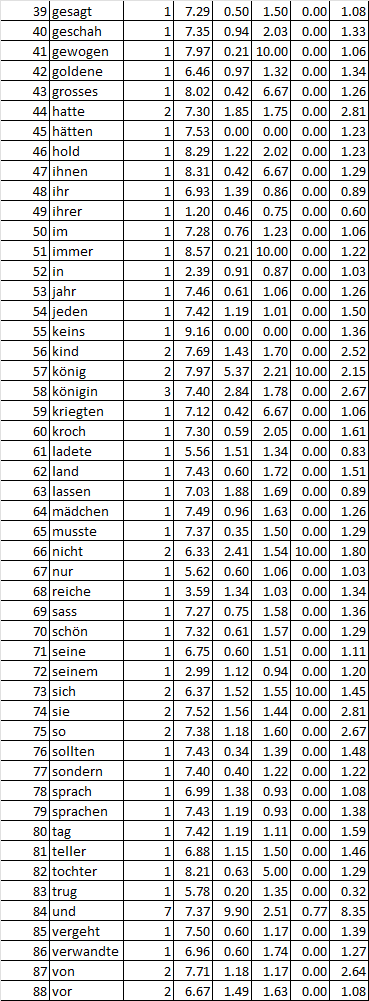 39 gesagt 1 7.29 0.50 1.50 0.00 1.08
40 geschah 1 7.35 0.94 2.03 0.00 1.33
41 gewogen 1 7.97 0.21 10.00 0.00 1.06
42 goldene 1 6.46 0.97 1.32 0.00 1.34
43 grosses 1 8.02 0.42 6.67 0.00 1.26
44 hatte 2 7.30 1.85 1.75 0.00 2.81
45 hätten 1 7.53 0.00 0.00 0.00 1.23
46 hold 1 8.29 1.22 2.02 0.00 1.23
47 ihnen 1 8.31 0.42 6.67 0.00 1.29
48 ihr 1 6.93 1.39 0.86 0.00 0.89
49 ihrer 1 1.20 0.46 0.75 0.00 0.60
50 im 1 7.28 0.76 1.23 0.00 1.06
51 immer 1 8.57 0.21 10.00 0.00 1.22
52 in 1 2.39 0.91 0.87 0.00 1.03
53 jahr 1 7.46 0.61 1.06 0.00 1.26
54 jeden 1 7.42 1.19 1.01 0.00 1.50
55 keins 1 9.16 0.00 0.00 0.00 1.36
56 kind 2 7.69 1.43 1.70 0.00 2.52
57 könig 2 7.97 5.37 2.21 10.00 2.15
58 königin 3 7.40 2.84 1.78 0.00 2.67
59 kriegten 1 7.12 0.42 6.67 0.00 1.06
60 kroch 1 7.30 0.59 2.05 0.00 1.61
61 ladete 1 5.56 1.51 1.34 0.00 0.83
62 land 1 7.43 0.60 1.72 0.00 1.51
63 lassen 1 7.03 1.88 1.69 0.00 0.89
64 mädchen 1 7.49 0.96 1.63 0.00 1.26
65 musste 1 7.37 0.35 1.50 0.00 1.29
66 nicht 2 6.33 2.41 1.54 10.00 1.80
67 nur 1 5.62 0.60 1.06 0.00 1.03
68 reiche 1 3.59 1.34 1.03 0.00 1.34
69 sass 1 7.27 0.75 1.58 0.00 1.36
70 schön 1 7.32 0.61 1.57 0.00 1.29
71 seine 1 6.75 0.60 1.51 0.00 1.11
72 seinem 1 2.99 1.12 0.94 0.00 1.20
73 sich 2 6.37 1.52 1.55 10.00 1.45
74 sie 2 7.52 1.56 1.44 0.00 2.81
75 so 2 7.38 1.18 1.60 0.00 2.67
76 sollten 1 7.43 0.34 1.39 0.00 1.48
77 sondern 1 7.40 0.40 1.22 0.00 1.22
78 sprach 1 6.99 1.38 0.93 0.00 1.08
79 sprachen 1 7.43 1.19 0.93 0.00 1.38
80 tag 1 7.42 1.19 1.11 0.00 1.59
81 teller 1 6.88 1.15 1.50 0.00 1.46
82 tochter 1 8.21 0.63 5.00 0.00 1.29
83 trug 1 5.78 0.20 1.35 0.00 0.32
84 und 7 7.37 9.90 2.51 0.77 8.35
85 vergeht 1 7.50 0.60 1.17 0.00 1.39
86 verwandte 1 6.96 0.60 1.74 0.00 1.27
87 von 2 7.71 1.18 1.17 0.00 2.64
88 vor 2 6.67 1.49 1.63 0.00 1.08